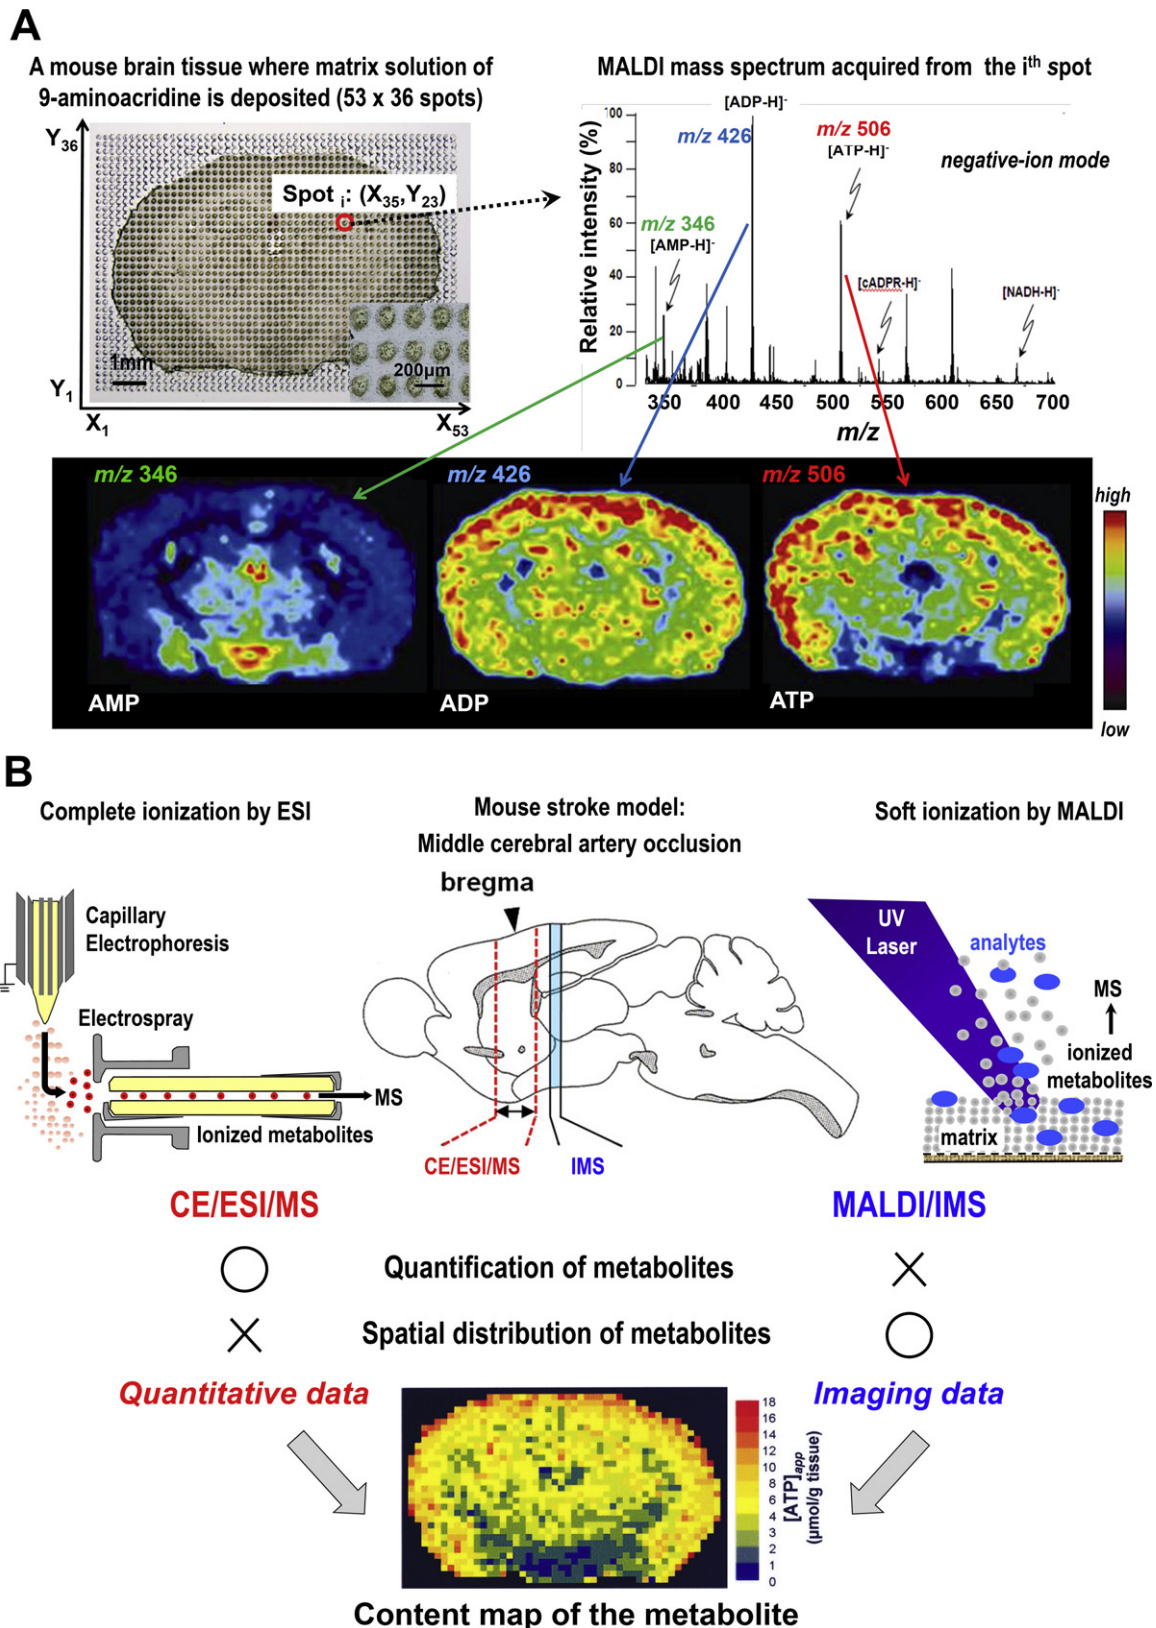 A
A mouse brain tissue where matrix solution of
9-aminoacridine is deposited (53 x 36 spots)
Y36
Spot i: (X35,Y23)
1mm
200µm
Y1
X1
X53
MALDI mass spectrum acquired from the ith spot
[ADP-H]-
Relative intensity (%)
100
80
60
40
20
0
m/z 426
m/z 506
[ATP-H]-
negative-ion mode
m/z 346
[AMP-H]-
[cADPR-H]-
[NADH-H]-
350 400 450 500 550 600 650 700
m/z
m/z 346
m/z 426
m/z 506
AMP
ADP
ATP
high
low
B
Complete ionization by ESI
Mouse stroke model:
Middle cerebral artery occlusion
Soft ionization by MALDI
bregma
Capillary
Electrophoresis
Electrospray
MS
Ionized metabolites
CE/ESI/MS
IMS
UV
Laser
analytes
MS
ionized
metabolites
matrix
CE/ESI/MS
MALDI/IMS
Quantification of metabolites
Spatial distribution of metabolites
Quantitative data
Imaging data
18
16
14
12
10
8
6
4
3
2
1
0
[ATP]app
(µmol/g tissue)
Content map of the metabolite